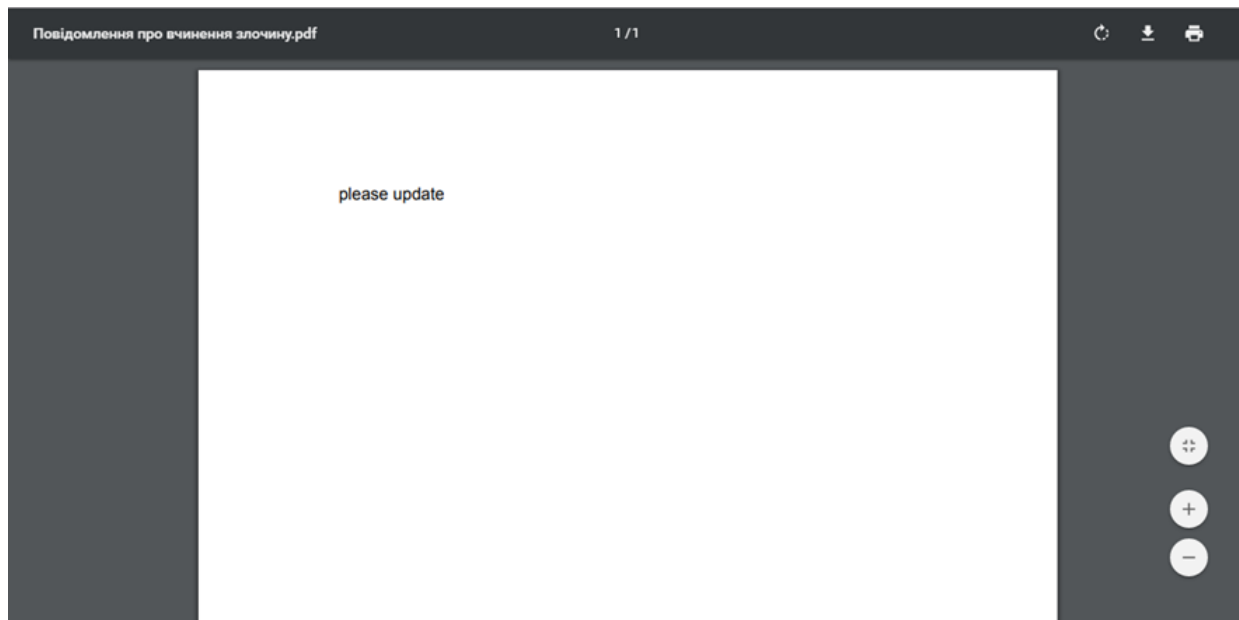 Повідомлення про вчинення злочину.pdf
1 / 1
please update